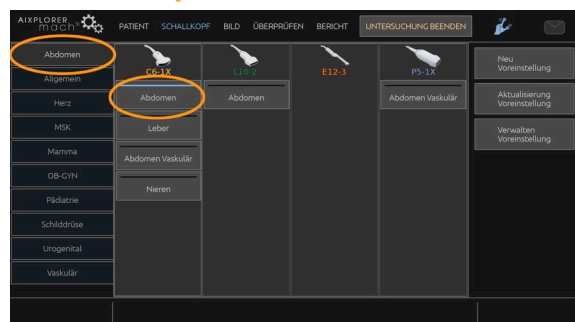 AIXPLORER
mach
PATIENT SCHALLKOPF BILD ÜBERPRÜFEN BERICHT UNTERSUCHUNG BEENDEN
Abdomen
Allgemein
Herz
MSK
Mamma
OB-GYN
Pädiatrie
Schilddrüse
Urogenital
Vaskulär
C6-1X
Abdomen
Leber
Abdomen Vaskulär
Nieren
L10-2
Abdomen
E12-3
P5-1X
Abdomen Vaskulär
Neu
Voreinstellung
Aktualisierung
Voreinstellung
Verwalten
Voreinstellung